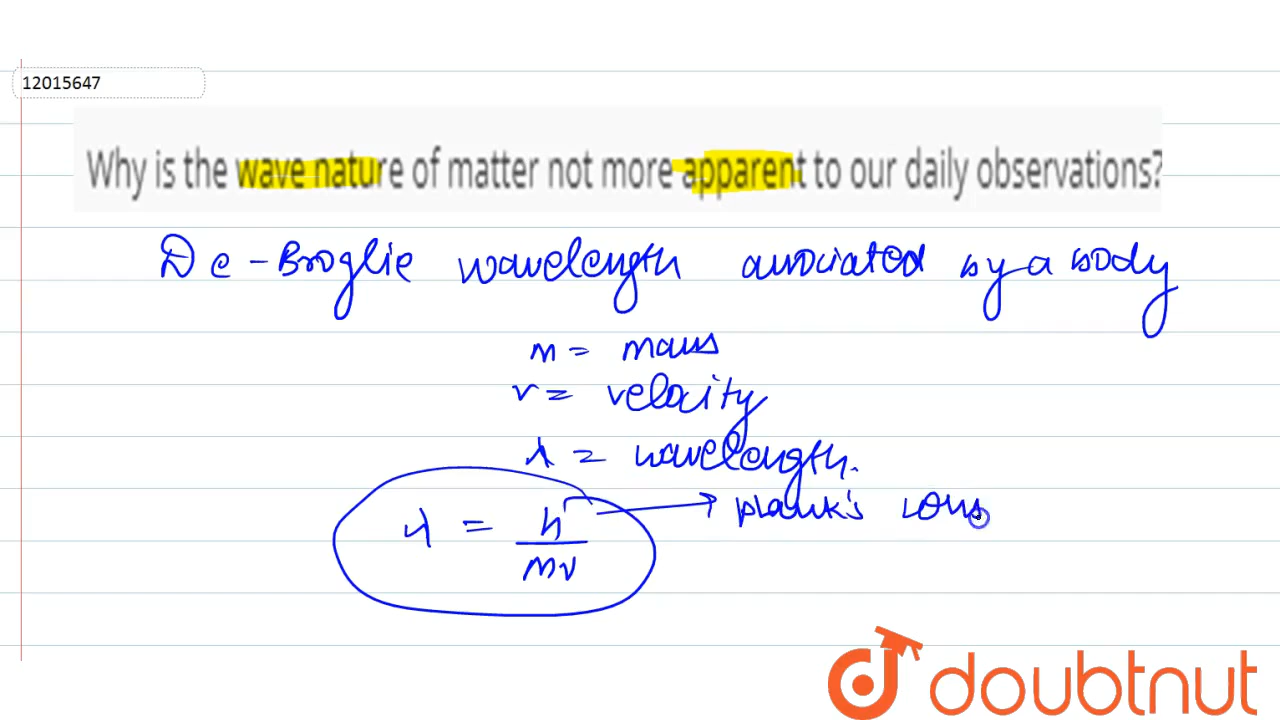 12015647
Why is the wave nature of matter not more apparent to our daily observations?
De-Broglie wavelength associated by a body
m = mass
v = velocity
λ = wavelength.
λ = h/mv → plank's cons
doubtnut